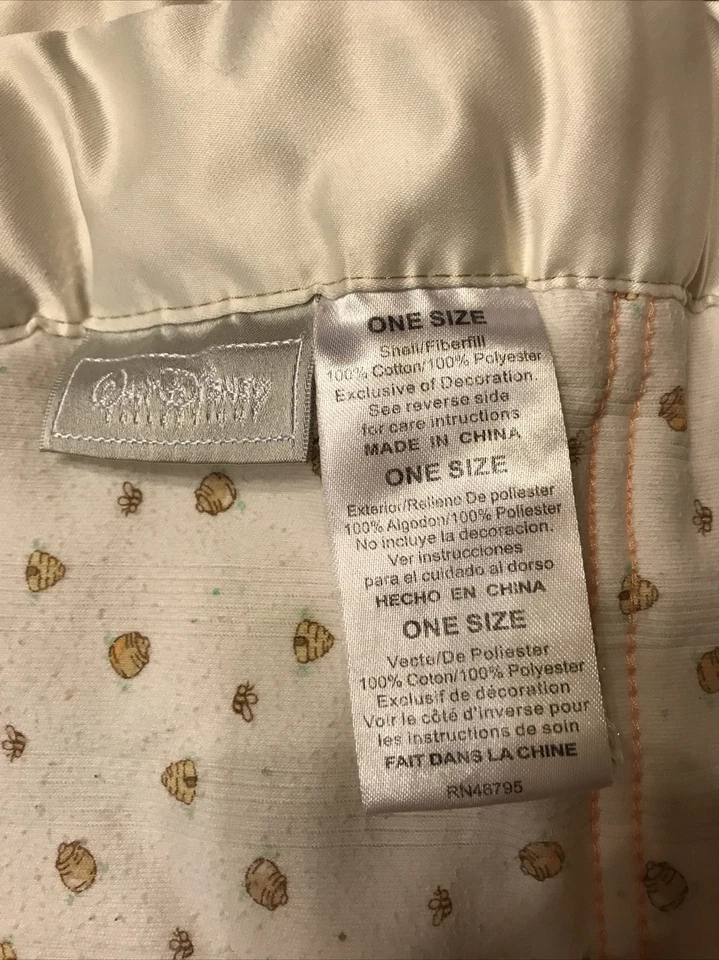 ONE SIZE
Shell/Fiberfill
100% Cotton/100% Polyester
Exclusive of Decoration.
See reverse side
for care intructions
MADE IN CHINA
ONE SIZE
Exterior/Relleno De poliester
100% Algodon/100% Poliester
No incluye la decoracion.
Ver instrucciones
para el cuidado al dorso
HECHO EN CHINA
ONE SIZE
Vecte/De Poliester
100% Coton/100% Polyester
Exclusif de décoration
Voir le côté d'inverse pour
les instructions de soin
FAIT DANS LA CHINE
RN46795